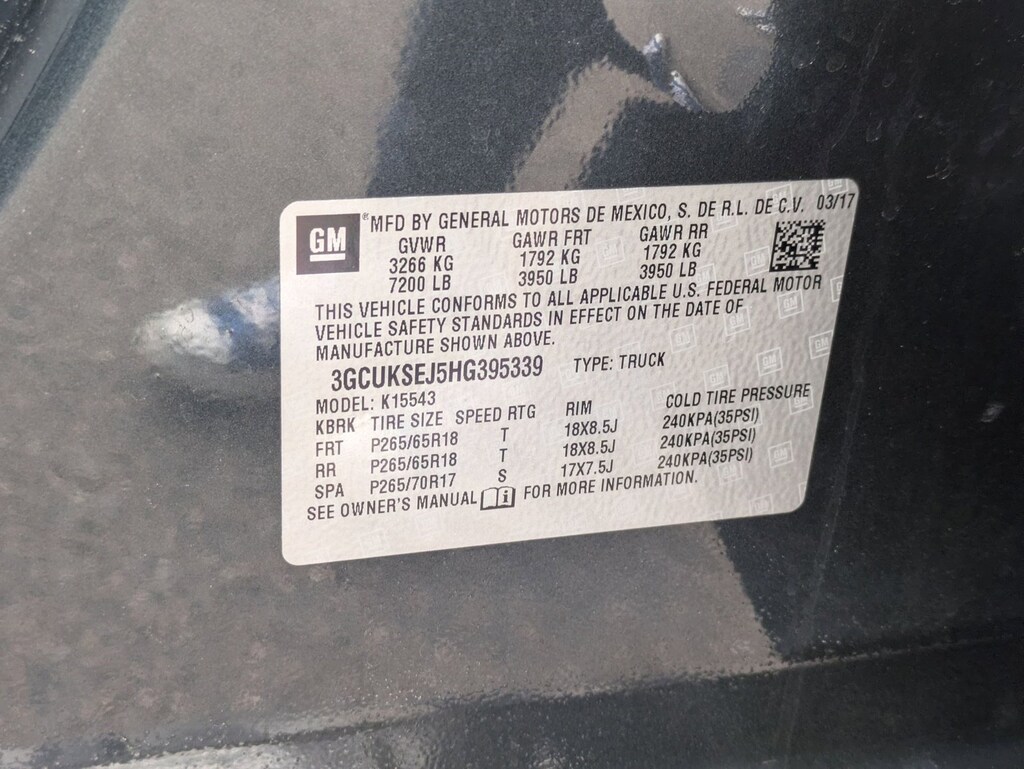 GM ®MFD BY GENERAL MOTORS DE MEXICO, S. DE R.L. DE C.V. 03/17
GVWR GAWR FRT GAWR RR
3266 KG 1792 KG 1792 KG
7200 LB 3950 LB 3950 LB
THIS VEHICLE CONFORMS TO ALL APPLICABLE U.S. FEDERAL MOTOR
VEHICLE SAFETY STANDARDS IN EFFECT ON THE DATE OF
MANUFACTURE SHOWN ABOVE.
3GCUKSEJ5HG395339 TYPE: TRUCK
MODEL: K15543
KBRK TIRE SIZE SPEED RTG RIM COLD TIRE PRESSURE
FRT P265/65R18 T 18X8.5J 240KPA(35PSI)
RR P265/65R18 T 18X8.5J 240KPA(35PSI)
SPA P265/70R17 S 17X7.5J 240KPA(35PSI)
SEE OWNER'S MANUAL i FOR MORE INFORMATION.